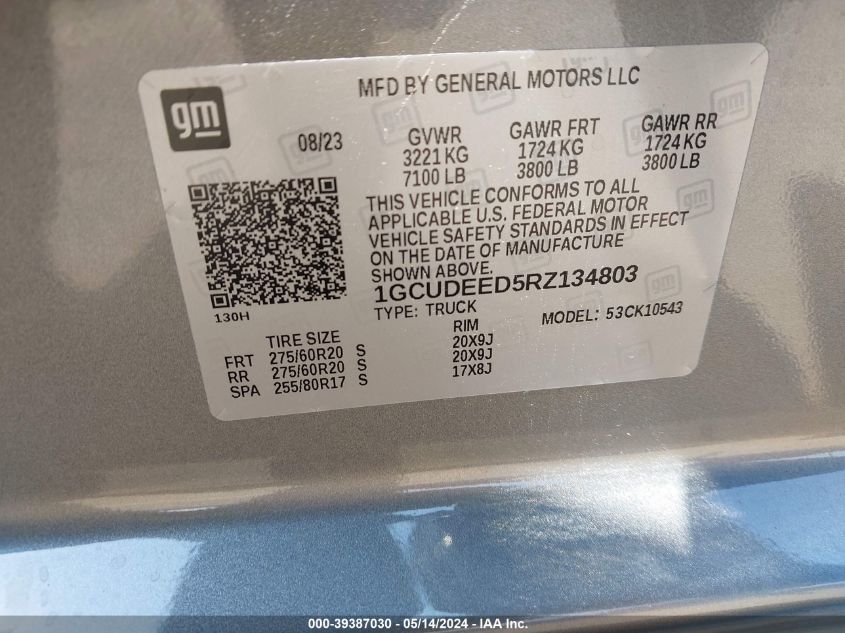 gm
MFD BY GENERAL MOTORS LLC
08/23
GVWR GAWR FRT GAWR RR
3221 KG 1724 KG 1724 KG
7100 LB 3800 LB 3800 LB
THIS VEHICLE CONFORMS TO ALL
APPLICABLE U.S. FEDERAL MOTOR
VEHICLE SAFETY STANDARDS IN EFFECT
ON THE DATE OF MANUFACTURE
SHOWN ABOVE.
1GCUDEED5RZ134803
130H
TYPE: TRUCK MODEL: 53CK10543
TIRE SIZE RIM
FRT 275/60R20 S 20X9J
RR 275/60R20 S 20X9J
SPA 255/80R17 S 17X8J
000-39387030 - 05/14/2024 - IAA Inc.